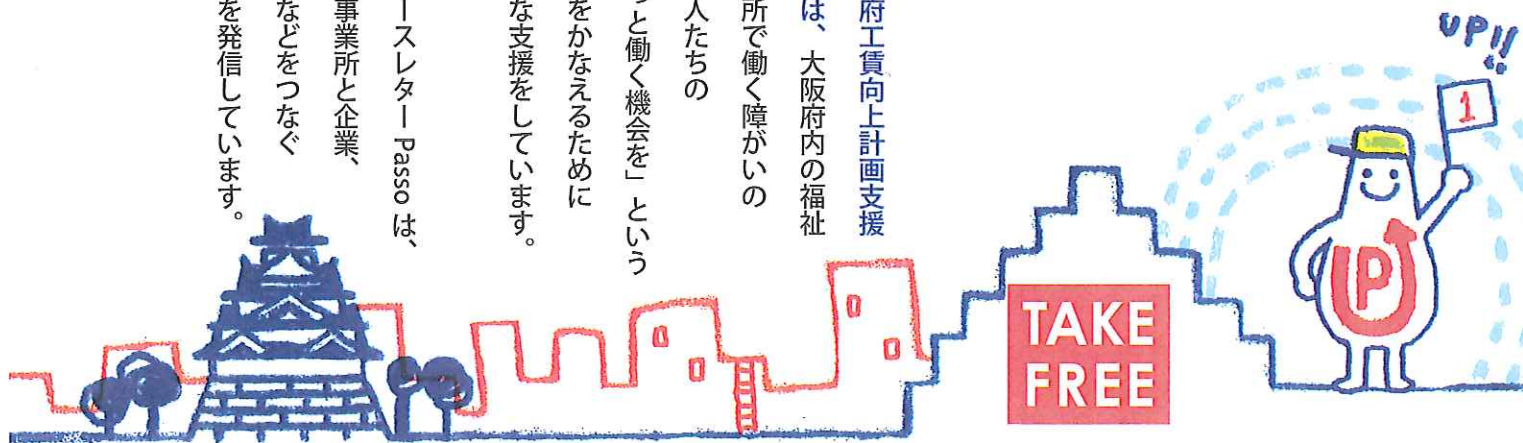 府工賃向上計画支援
は、大阪府内の福祉
所で働く障がいの
人たちの
っと働く機会を」という
をかなえるために
な支援をしています。
ースレター Passo は、
事業所と企業、
などをつなぐ
を発信しています。
TAKE
FREE
UP!!
1
UP